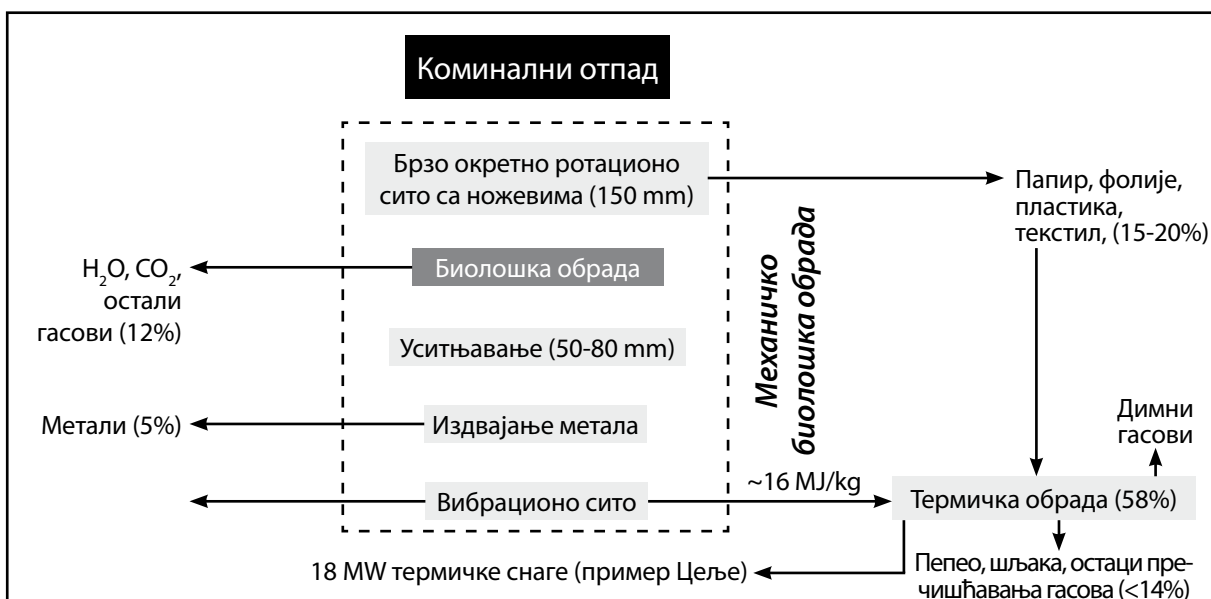 Коминални отпад
Брзо окретно ротационо
сито са ножевима (150 mm)
Папир, фолије,
пластика,
текстил, (15-20%)
Механичко
биолошка обрада
H₂O, CO₂,
остали
гасови (12%)
Биолошка обрада
Уситњавање (50-80 mm)
Метали (5%)
Издвајање метала
Димни
гасови
Вибрационо сито
~16 MJ/kg
Термичка обрада (58%)
18 MW термичке снаге (пример Цеље)
Пепео, шљака, остаци пре-
чишћавања гасова (<14%)